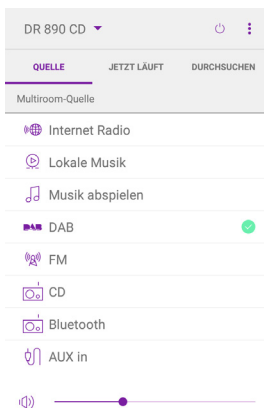 DR 890 CD
QUELLE JETZT LÄUFT DURCHSUCHEN
Multiroom-Quelle
Internet Radio
Lokale Musik
Musik abspielen
DAB DAB
FM
CD
Bluetooth
AUX in